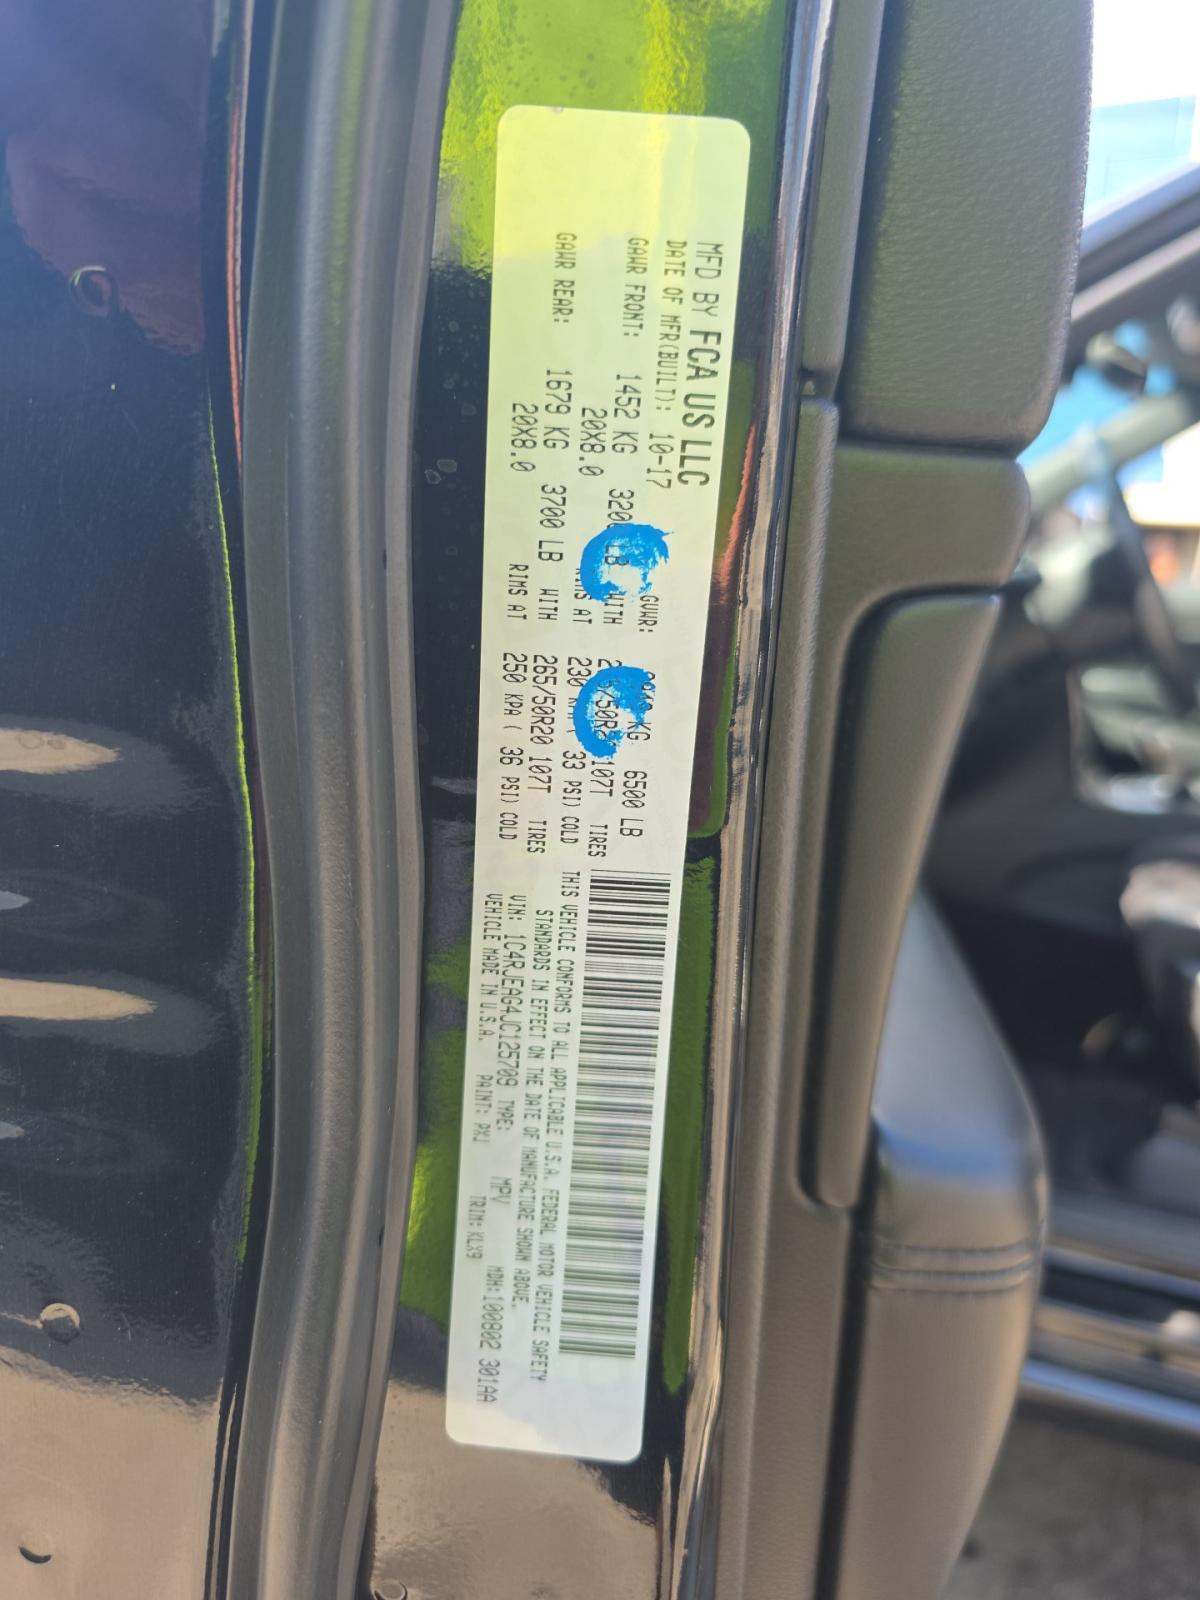 MFD BY FCA US LLC
DATE OF MFR(BUILT): 10-17 GVWR: KG 6500 LB
GAWR FRONT: 1452 KG WITH 107T TIRES
20X8.0 RIMS AT 230 ( 33 PSI) COLD
GAWR REAR: 1679 KG 3700 LB WITH 265/50R20 107T TIRES
20X8.0 RIMS AT 250 KPA ( 36 PSI) COLD
THIS VEHICLE CONFORMS TO ALL APPLICABLE U.S.A. FEDERAL MOTOR VEHICLE SAFETY
STANDARDS IN EFFECT ON THE DATE OF MANUFACTURE SHOWN ABOVE.
VIN: 1C4RJEAG4JC125709 TYPE: MPV MDH:100802 301AA
VEHICLE MADE IN U.S.A. PAINT: PXJ TRIM: KLX9